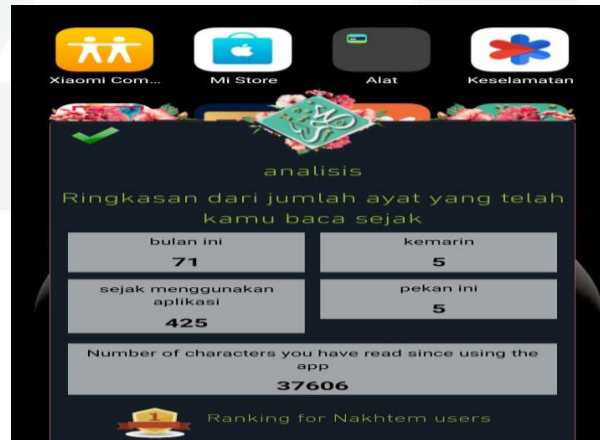 Xiaomi Com...
Mi Store
Alat
Keselamatan
analisis
Ringkasan dari jumlah ayat yang telah
kamu baca sejak
bulan ini
71
kemarin
5
sejak menggunakan
aplikasi
425
pekan ini
5
Number of characters you have read since using the
app
37606
1
Ranking for Nakhtem users